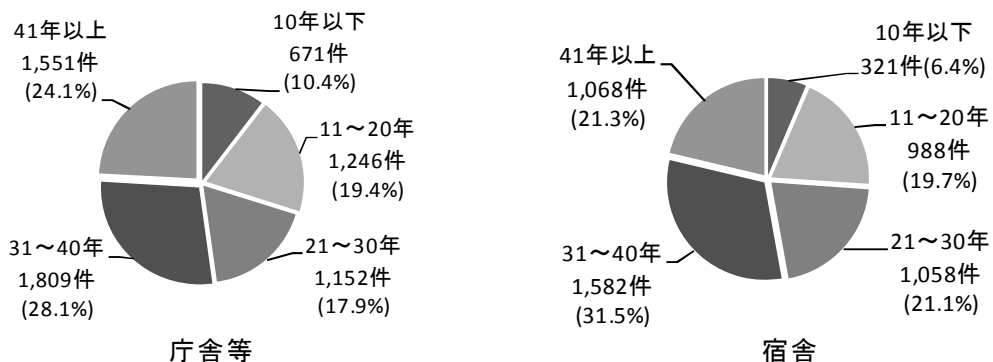 10年以下
671件
(10.4%)
11～20年
1,246件
(19.4%)
21～30年
1,152件
(17.9%)
31～40年
1,809件
(28.1%)
41年以上
1,551件
(24.1%)
庁舎等
10年以下
321件(6.4%)
11～20年
988件
(19.7%)
21～30年
1,058件
(21.1%)
31～40年
1,582件
(31.5%)
41年以上
1,068件
(21.3%)
宿舎